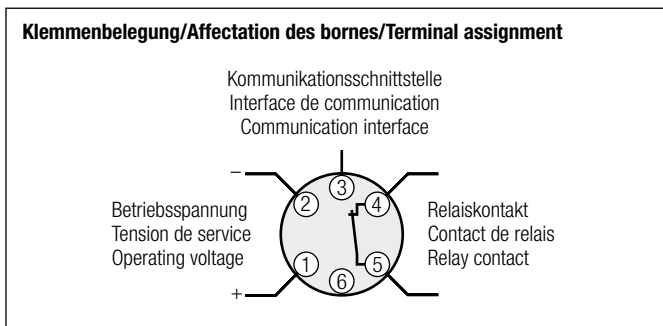 Klemmenbelegung/Affectation des bornes/Terminal assignment
Kommunikationsschnittstelle
Interface de communication
Communication interface
–
3
2
4
Betriebsspannung
Tension de service
Operating voltage
Relaiskontakt
Contact de relais
Relay contact
1
5
6
+